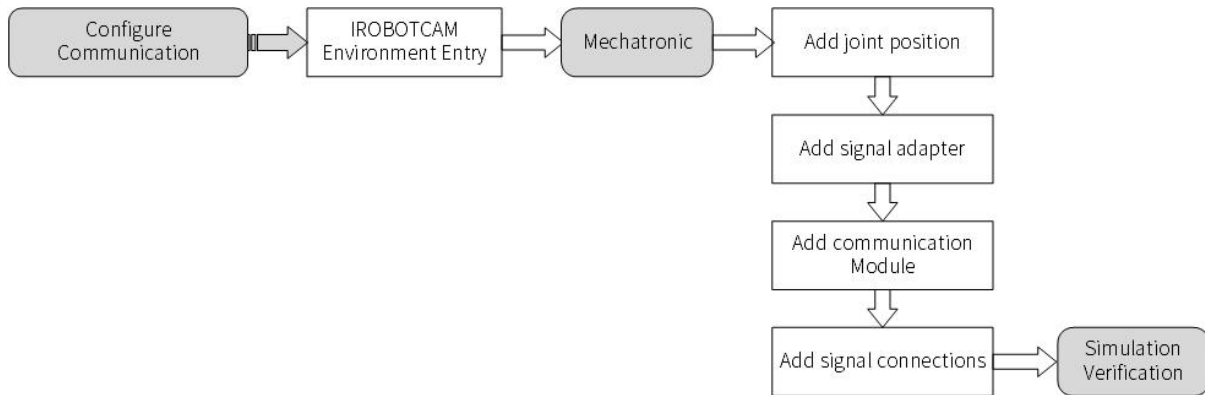 Configure
Communication
IROBOTCAM
Environment Entry
Mechatronic
Add joint position
Add signal adapter
Add communication
Module
Add signal connections
Simulation
Verification